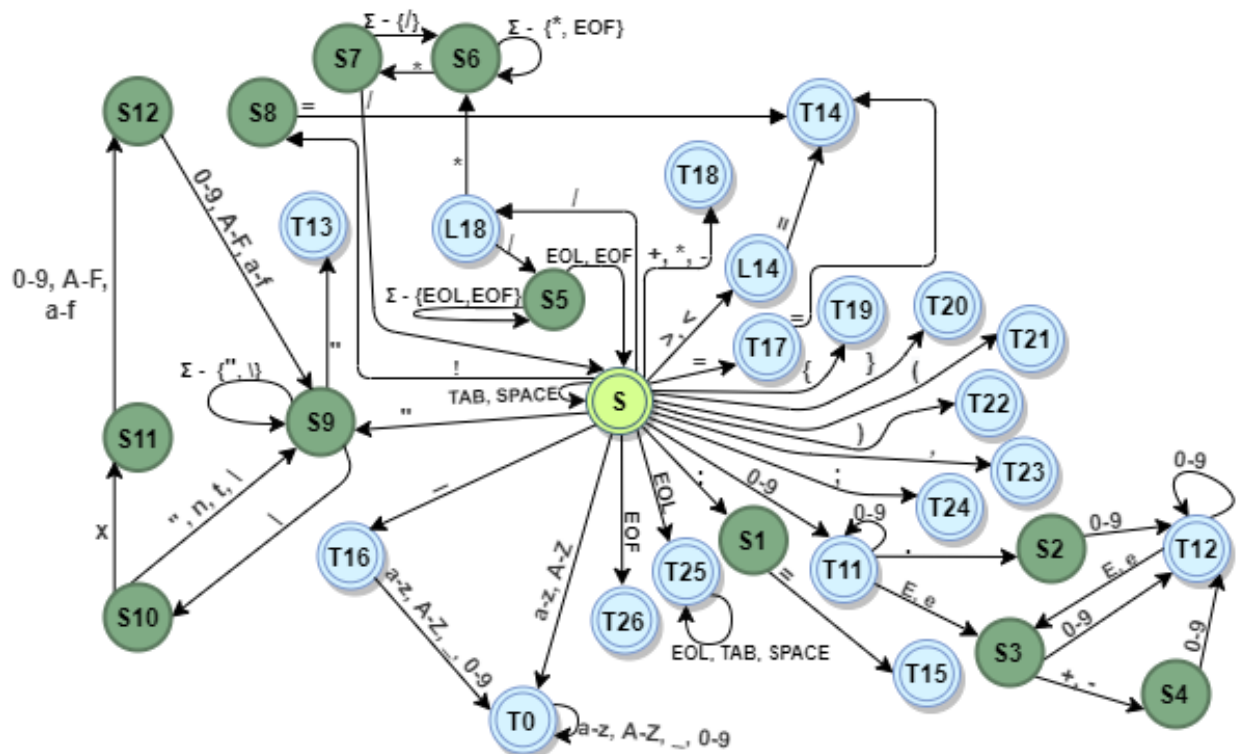 Σ - {/}
Σ - {*, EOF}
S7
S6
*
S12
S8
=
/
T14
*
T18
0-9, A-F, a-f
T13
L18
/
+, *, -
=
/
EOL, EOF
L14
0-9, A-F,
a-f
Σ - {EOL,EOF}
S5
>, <
T17
=
T19
T20
T21
"
!
=
{
}
(
Σ - {", \}
TAB, SPACE
S
T22
S11
S9
"
)
,
T23
_
:
0-9
;
T24
0-9
x
", n, t, \
\
EOL
EOF
S1
0-9
S2
0-9
T12
T16
a-z, A-Z
T25
T11
.
E, e
=
E, e
S10
a-z, A-Z, _, 0-9
T26
EOL, TAB, SPACE
T15
S3
0-9
0-9
+, -
S4
T0
a-z, A-Z, _, 0-9